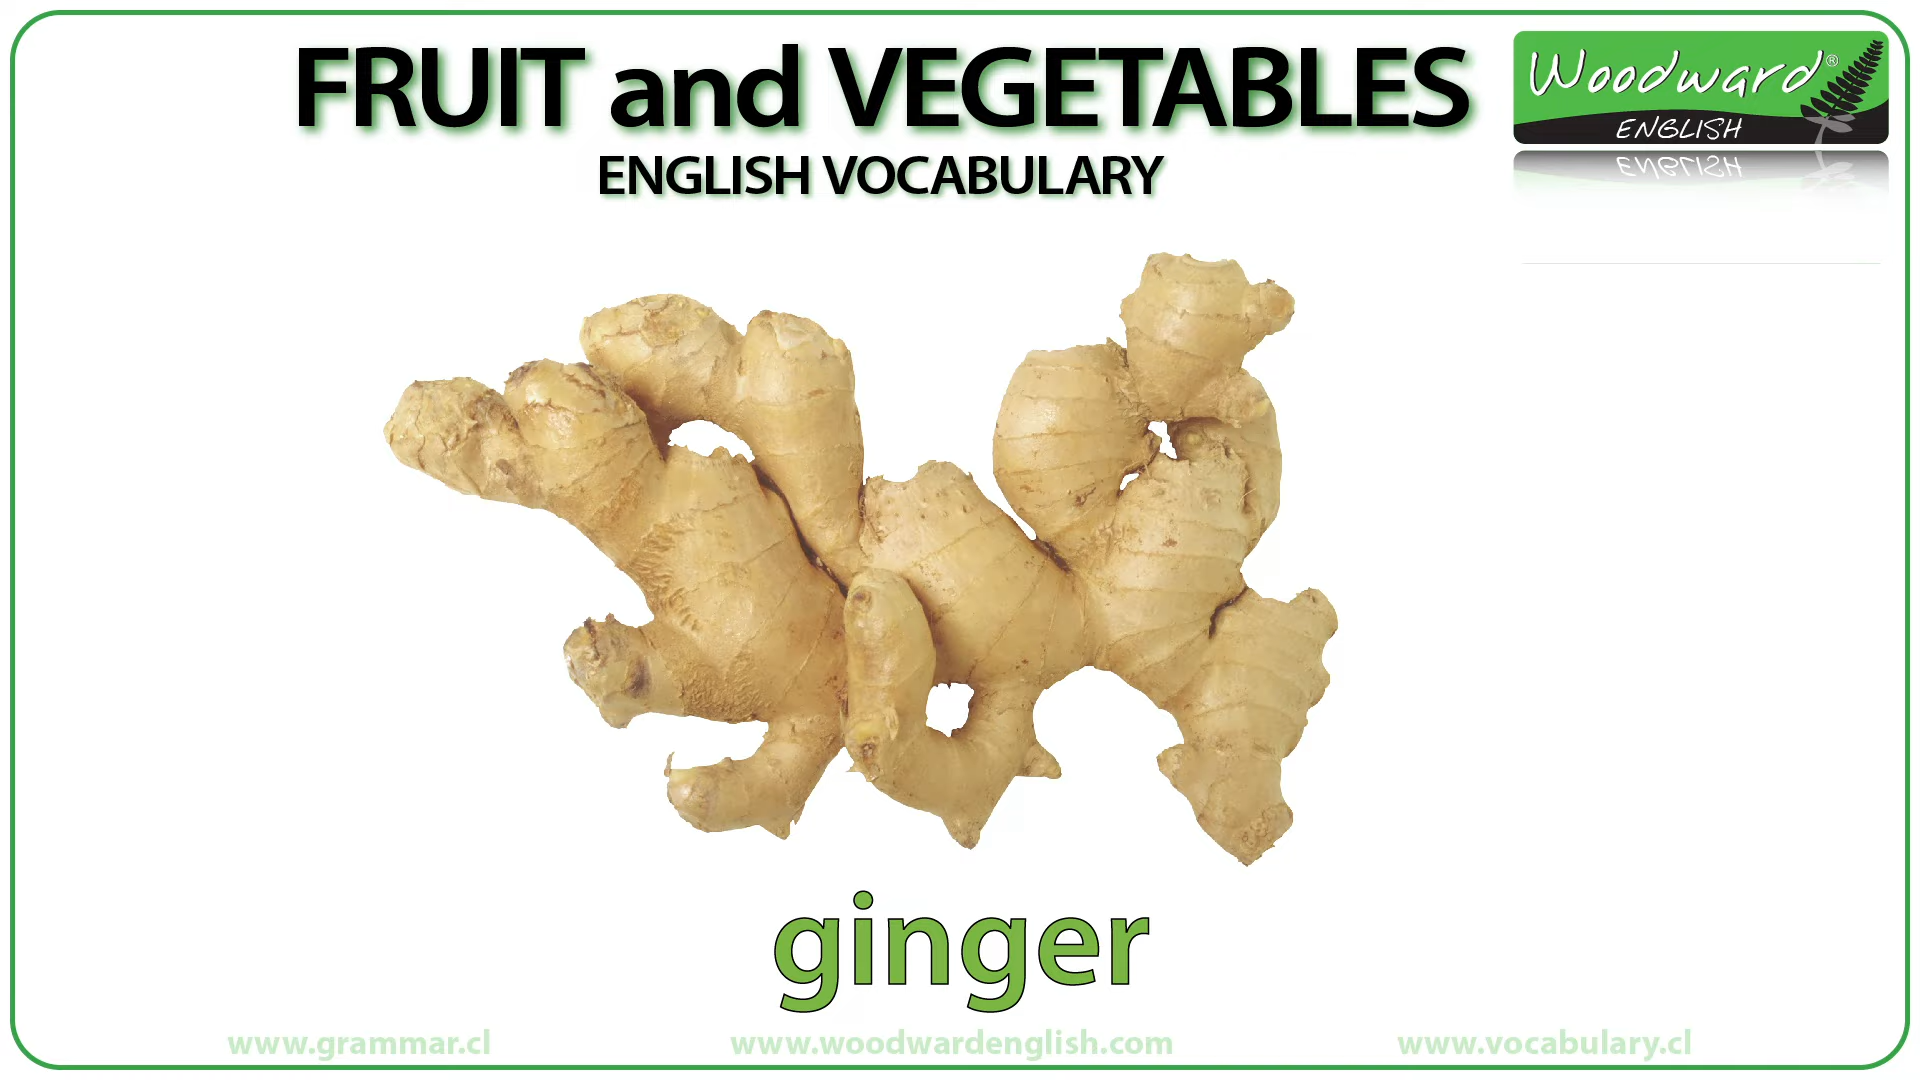 FRUIT and VEGETABLES
ENGLISH VOCABULARY
Woodward®
ENGLISH
ginger
www.grammar.cl
www.woodwardenglish.com
www.vocabulary.cl